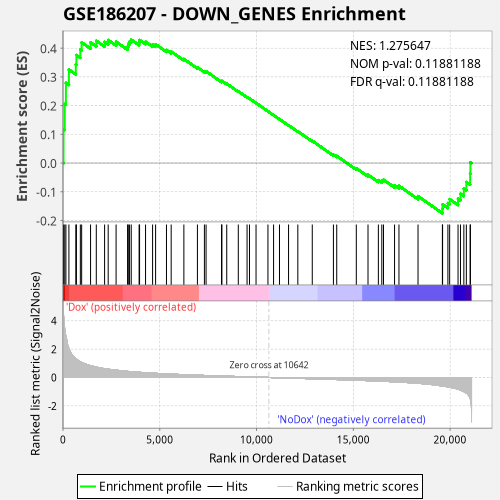 GSE186207 - DOWN_GENES Enrichment
Enrichment score (ES)
0.4
0.3
0.2
0.1
0.0
-0.1
-0.2
NES: 1.275647
NOM p-val: 0.11881188
FDR q-val: 0.11881188
'Dox' (positively correlated)
Ranked list metric (Signal2Noise)
4
2
0
-2
Zero cross at 10642
'NoDox' (negatively correlated)
0
5,000
10,000
15,000
20,000
Rank in Ordered Dataset
Enrichment profile
Hits
Ranking metric scores